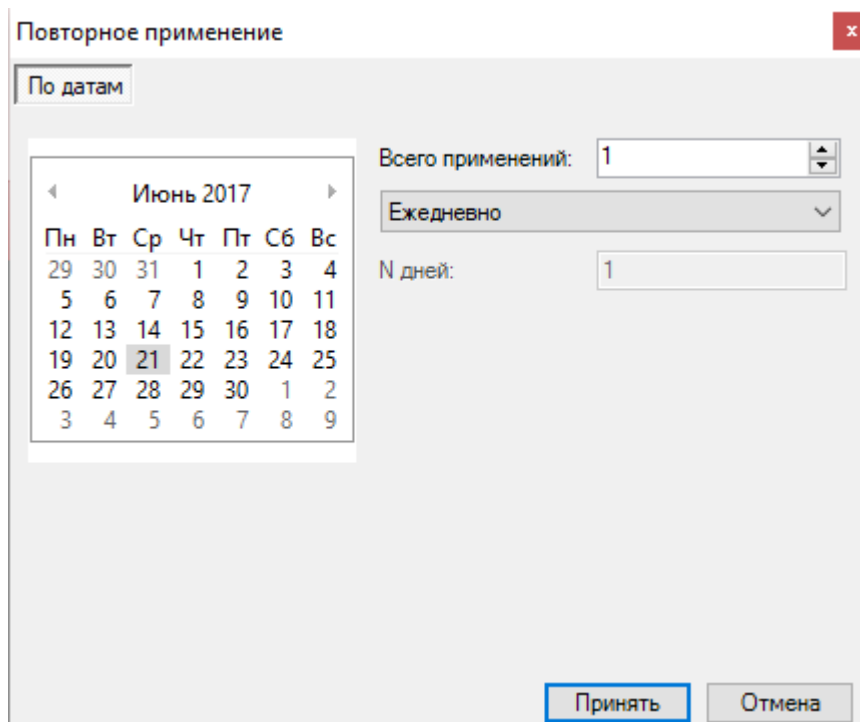 Повторное применение
x
По датам
Июнь 2017
Пн Вт Ср Чт Пт Сб Вс
29 30 31 1 2 3 4
5 6 7 8 9 10 11
12 13 14 15 16 17 18
19 20 21 22 23 24 25
26 27 28 29 30 1 2
3 4 5 6 7 8 9
Всего применений: 1
Ежедневно
N дней: 1
Принять Отмена